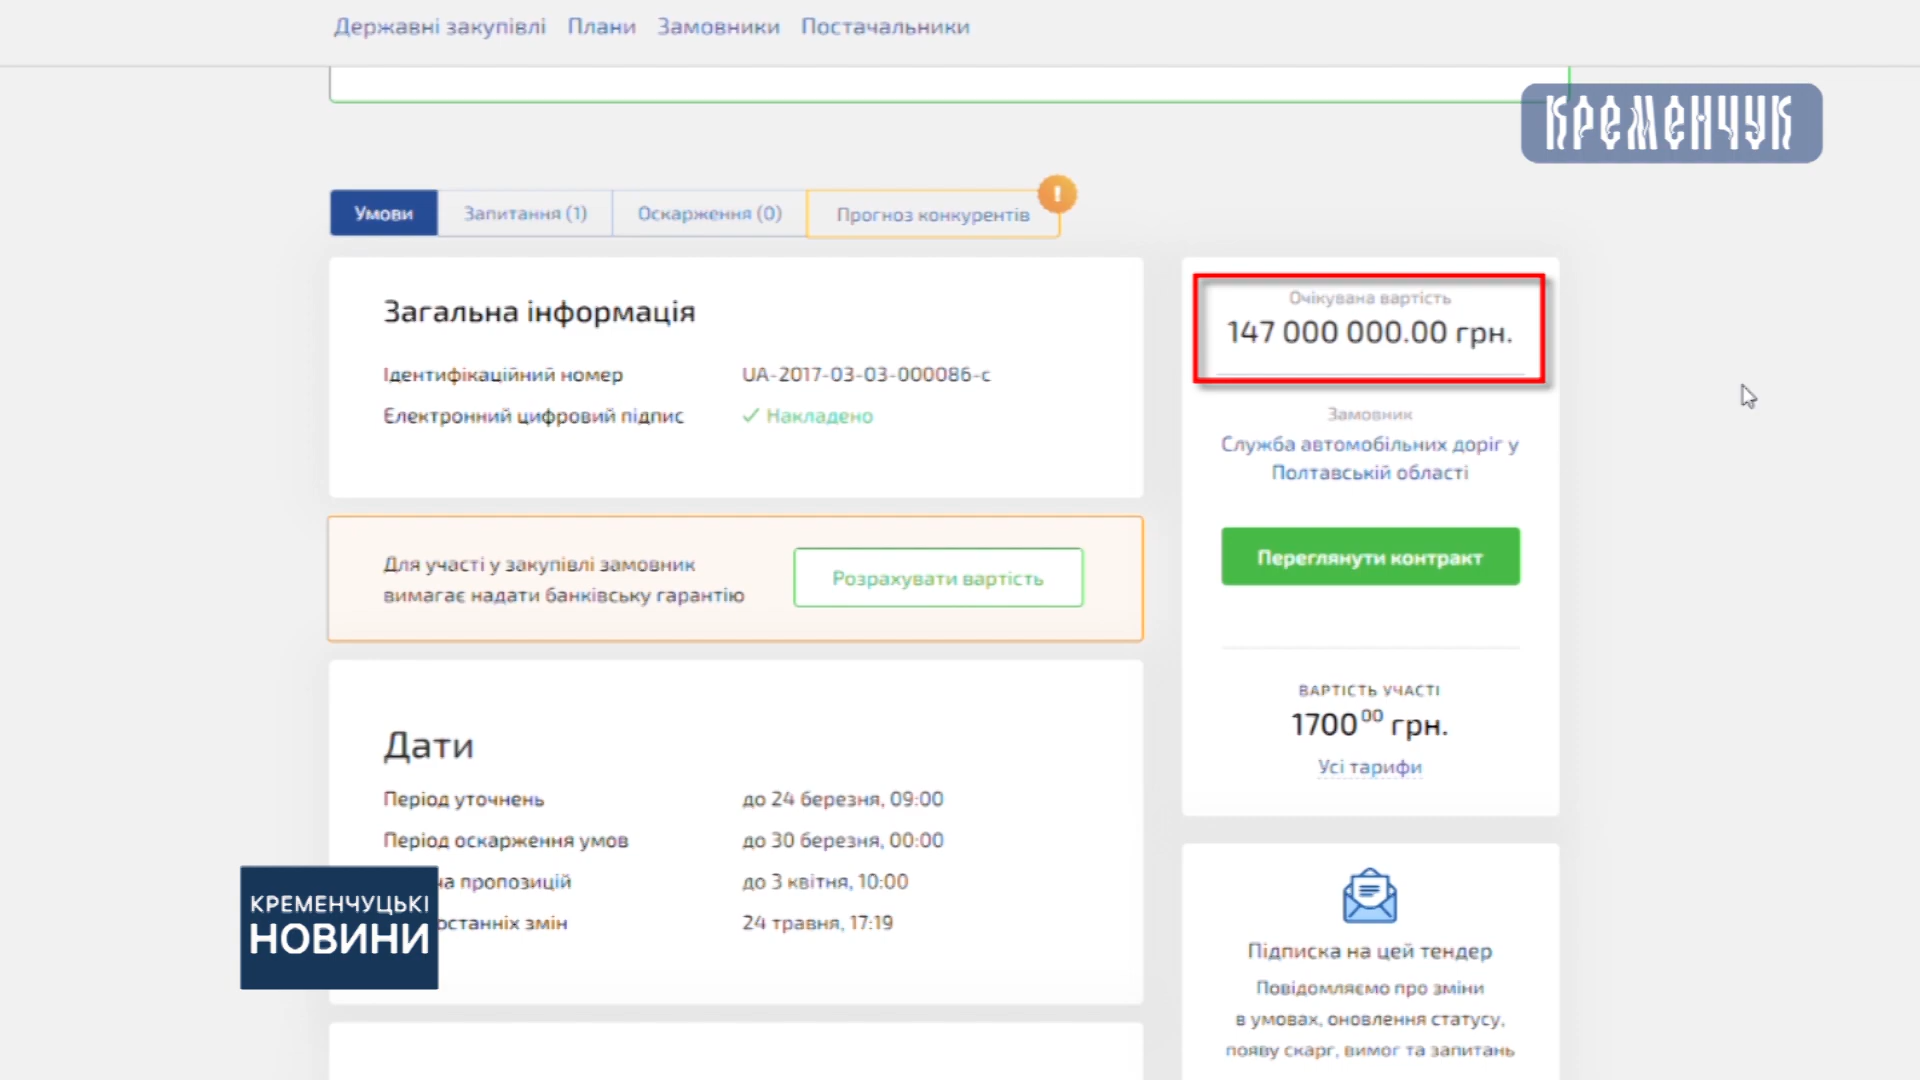 Державні закупівлі Плани Замовники Постачальники
КРЕМЕНЧУК
Умови Запитання (1) Оскарження (0) Прогноз конкурентів !
Загальна інформація
Ідентифікаційний номер UA-2017-03-03-000086-c
Електронний цифровий підпис ✓ Накладено
Для участі у закупівлі замовник
вимагає надати банківську гарантію
Розрахувати вартість
Дати
Період уточнень до 24 березня, 09:00
Період оскарження умов до 30 березня, 00:00
ча пропозицій до 3 квітня, 10:00
останніх змін 24 травня, 17:19
Очікувана вартість
147 000 000.00 грн.
Замовник
Служба автомобільних доріг у
Полтавській області
Переглянути контракт
ВАРТІСТЬ УЧАСТІ
1700 00 грн.
Усі тарифи
Підписка на цей тендер
Повідомляємо про зміни
в умовах, оновлення статусу,
появу скарг, вимог та запитань
КРЕМЕНЧУЦЬКІ
НОВИНИ